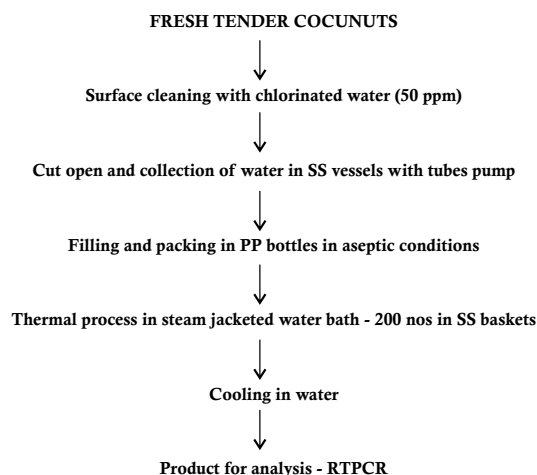 FRESH TENDER COCUNUTS
Surface cleaning with chlorinated water (50 ppm)
Cut open and collection of water in SS vessels with tubes pump
Filling and packing in PP bottles in aseptic conditions
Thermal process in steam jacketed water bath - 200 nos in SS baskets
Cooling in water
Product for analysis - RTPCR